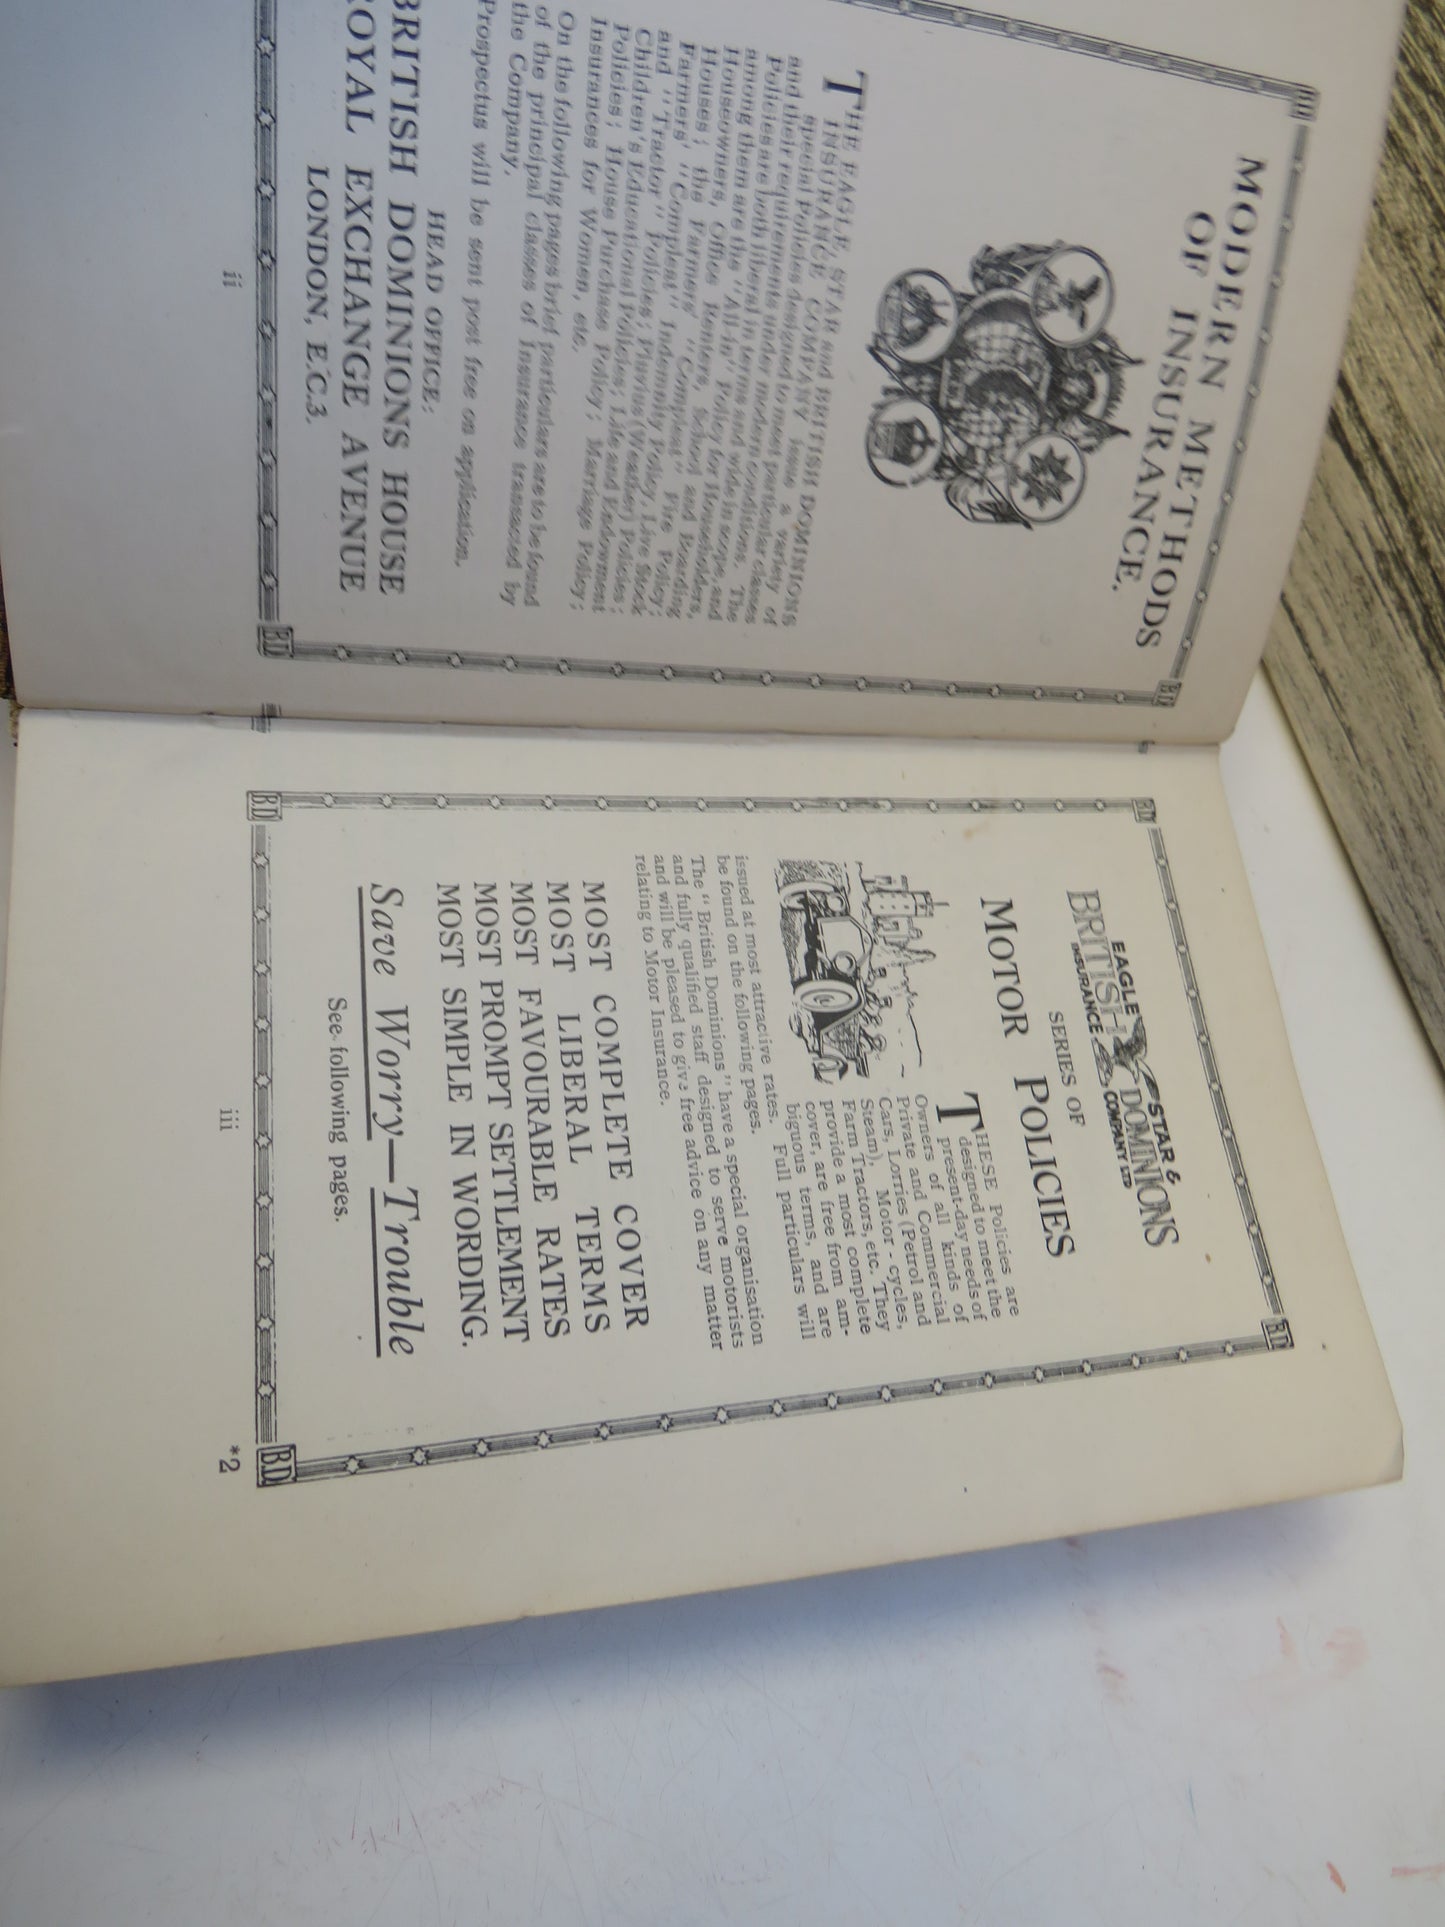 MODERN METHODS
OF INSURANCE.
THE EAGLE, STAR and BRITISH DOMINIONS
INSURANCE COMPANY issue a variety of
special Policies designed to meet particular classes
and their requirements under modern conditions. The
Policies are both liberal in terms and wide in scope, and
among them are the "All-in" Policy for Householders,
Houseowners, Office Renters, School and Boarding
Houses; the Farmers' "Compleat" Fire Policy;
Farmers' "Compleat" Indemnity Policy, Live Stock
and "Tractor" Policies; Pluvius (Weather) Policies;
Children's Educational Policies; Life and Endowment
Policies; House Purchase Policy; Marriage Policy;
Insurances for Women, etc.
On the following pages brief particulars are to be found
of the principal classes of Insurance transacted by
the Company.
Prospectus will be sent post free on application.
HEAD OFFICE:
BRITISH DOMINIONS HOUSE
ROYAL EXCHANGE AVENUE
LONDON, E.C.3.
BD
BD
ii
BD
BD
EAGLE STAR &
BRITISH DOMINIONS
INSURANCE COMPANY LTD
SERIES OF
MOTOR POLICIES
THESE Policies are
designed to meet the
present-day needs of
Owners of all kinds of
Private and Commercial
Cars, Lorries (Petrol and
Steam), Motor-cycles,
Farm Tractors, etc. They
provide a most complete
cover, are free from am-
biguous terms, and are
issued at most attractive rates. Full particulars will
be found on the following pages.
The "British Dominions" have a special organisation
and fully qualified staff designed to serve motorists
and will be pleased to give free advice on any matter
relating to Motor Insurance.
MOST COMPLETE COVER
MOST LIBERAL TERMS
MOST FAVOURABLE RATES
MOST PROMPT SETTLEMENT
MOST SIMPLE IN WORDING.
Save Worry—Trouble
See following pages.
BD
BD
iii
*2